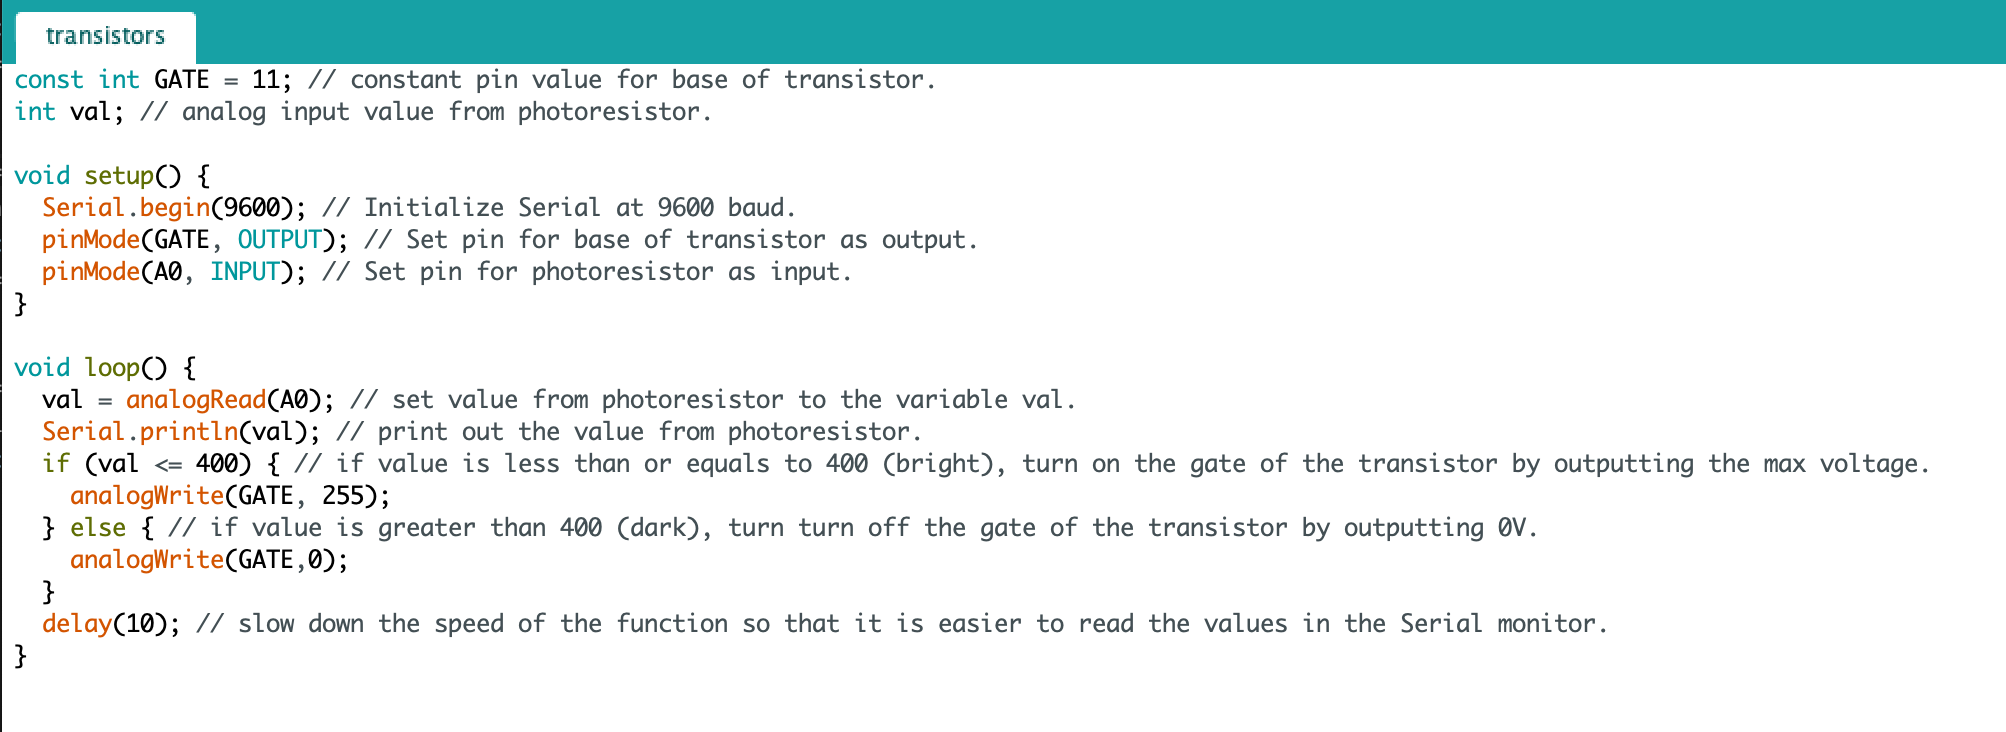 transistors
const int GATE = 11; // constant pin value for base of transistor.
int val; // analog input value from photoresistor.
void setup() {
  Serial.begin(9600); // Initialize Serial at 9600 baud.
  pinMode(GATE, OUTPUT); // Set pin for base of transistor as output.
  pinMode(A0, INPUT); // Set pin for photoresistor as input.
}
void loop() {
  val = analogRead(A0); // set value from photoresistor to the variable val.
  Serial.println(val); // print out the value from photoresistor.
  if (val <= 400) { // if value is less than or equals to 400 (bright), turn on the gate of the transistor by outputting the max voltage.
    analogWrite(GATE, 255);
  } else { // if value is greater than 400 (dark), turn turn off the gate of the transistor by outputting 0V.
    analogWrite(GATE,0);
  }
  delay(10); // slow down the speed of the function so that it is easier to read the values in the Serial monitor.
}